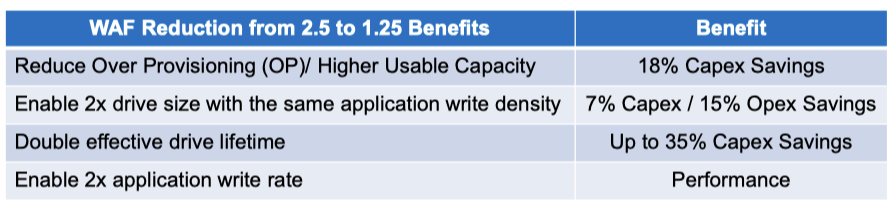 WAF Reduction from 2.5 to 1.25 Benefits Benefit
Reduce Over Provisioning (OP)/ Higher Usable Capacity 18% Capex Savings
Enable 2x drive size with the same application write density 7% Capex / 15% Opex Savings
Double effective drive lifetime Up to 35% Capex Savings
Enable 2x application write rate Performance